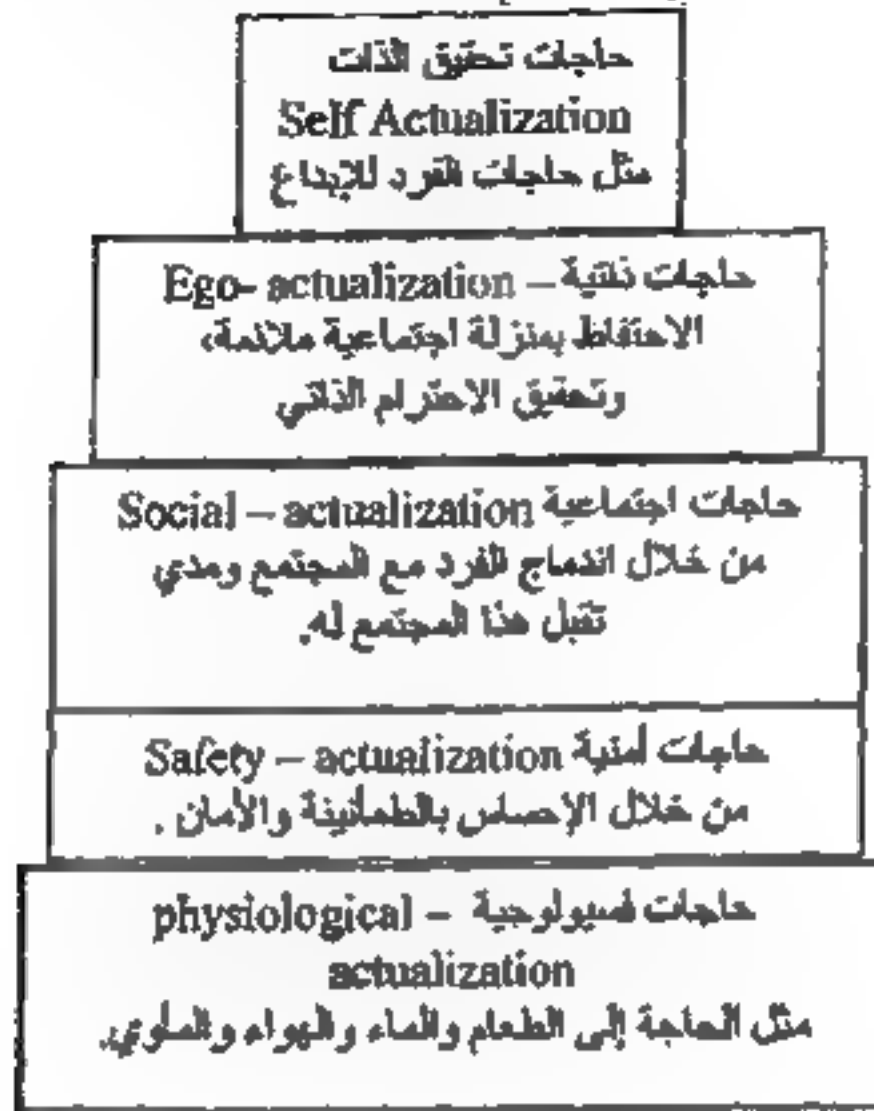 حاجات تحقيق الذات
Self Actualization
مثل حاجات الفرد للإبداع
حاجات ذاتية – Ego- actualization
الاحتفاظ بمنزلة اجتماعية ملائمة،
وتحقيق الاحترام الذاتي
حاجات اجتماعية Social – actualization
من خلال اندماج الفرد مع المجتمع ومدي
تقبل هذا المجتمع له.
حاجات أمنية Safety – actualization
من خلال الإحساس بالطمأنينة والأمان .
حاجات فسيولوجية – physiological
actualization
مثل الحاجة إلى الطعام والماء والهواء والمأوي.